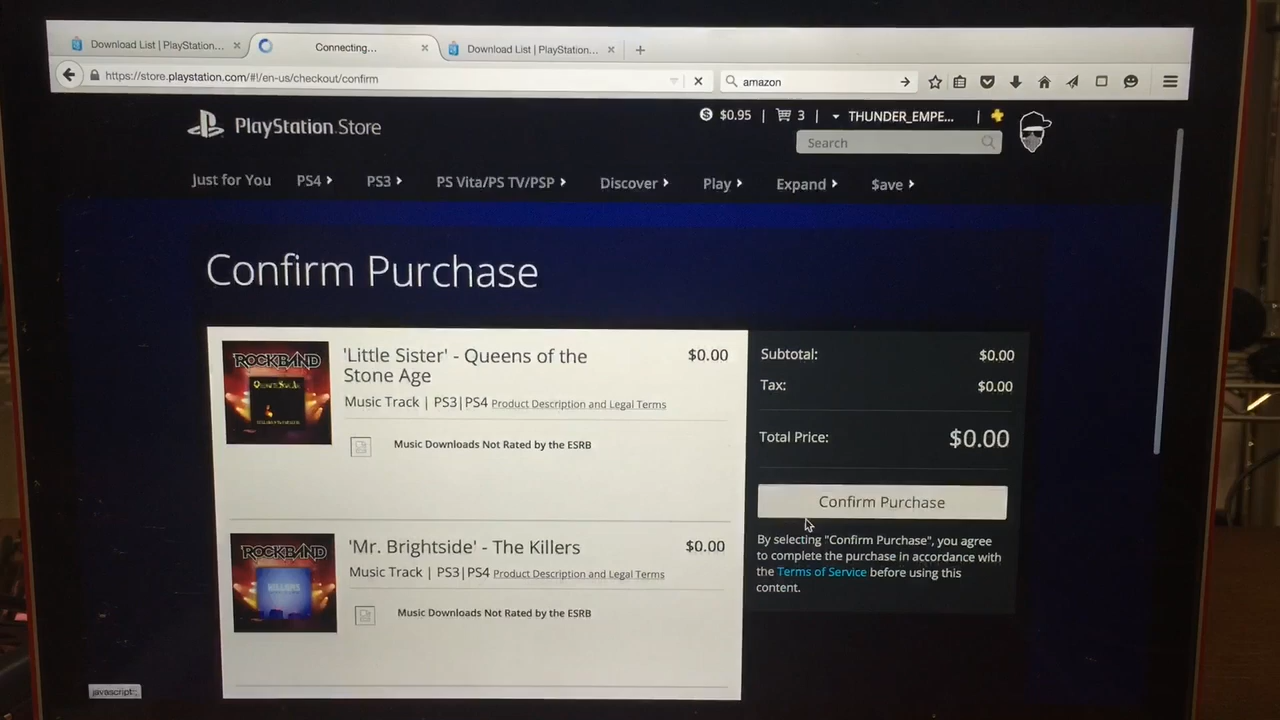 Download List | PlayStation...
Connecting...
Download List | PlayStation...
https://store.playstation.com/#!/en-us/checkout/confirm
amazon
PlayStation Store
$0.95 | 3 | THUNDER_EMPE... |
Search
Just for You
PS4
PS3
PS Vita/PS TV/PSP
Discover
Play
Expand
$ave
Confirm Purchase
ROCKBAND
'Little Sister' - Queens of the
Stone Age
$0.00
Music Track | PS3|PS4 Product Description and Legal Terms
Music Downloads Not Rated by the ESRB
ROCKBAND
KILLERS
'Mr. Brightside' - The Killers
$0.00
Music Track | PS3|PS4 Product Description and Legal Terms
Music Downloads Not Rated by the ESRB
Subtotal: $0.00
Tax: $0.00
Total Price: $0.00
Confirm Purchase
By selecting "Confirm Purchase", you agree
to complete the purchase in accordance with
the Terms of Service before using this
content.
javascript:;